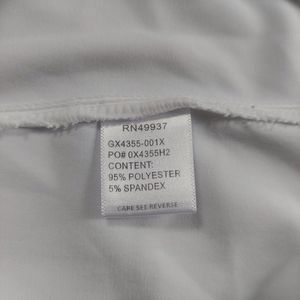 RN49937
GX4355-001X
PO# 0X4355H2
CONTENT:
95% POLYESTER
5% SPANDEX
CARE SEE REVERSE